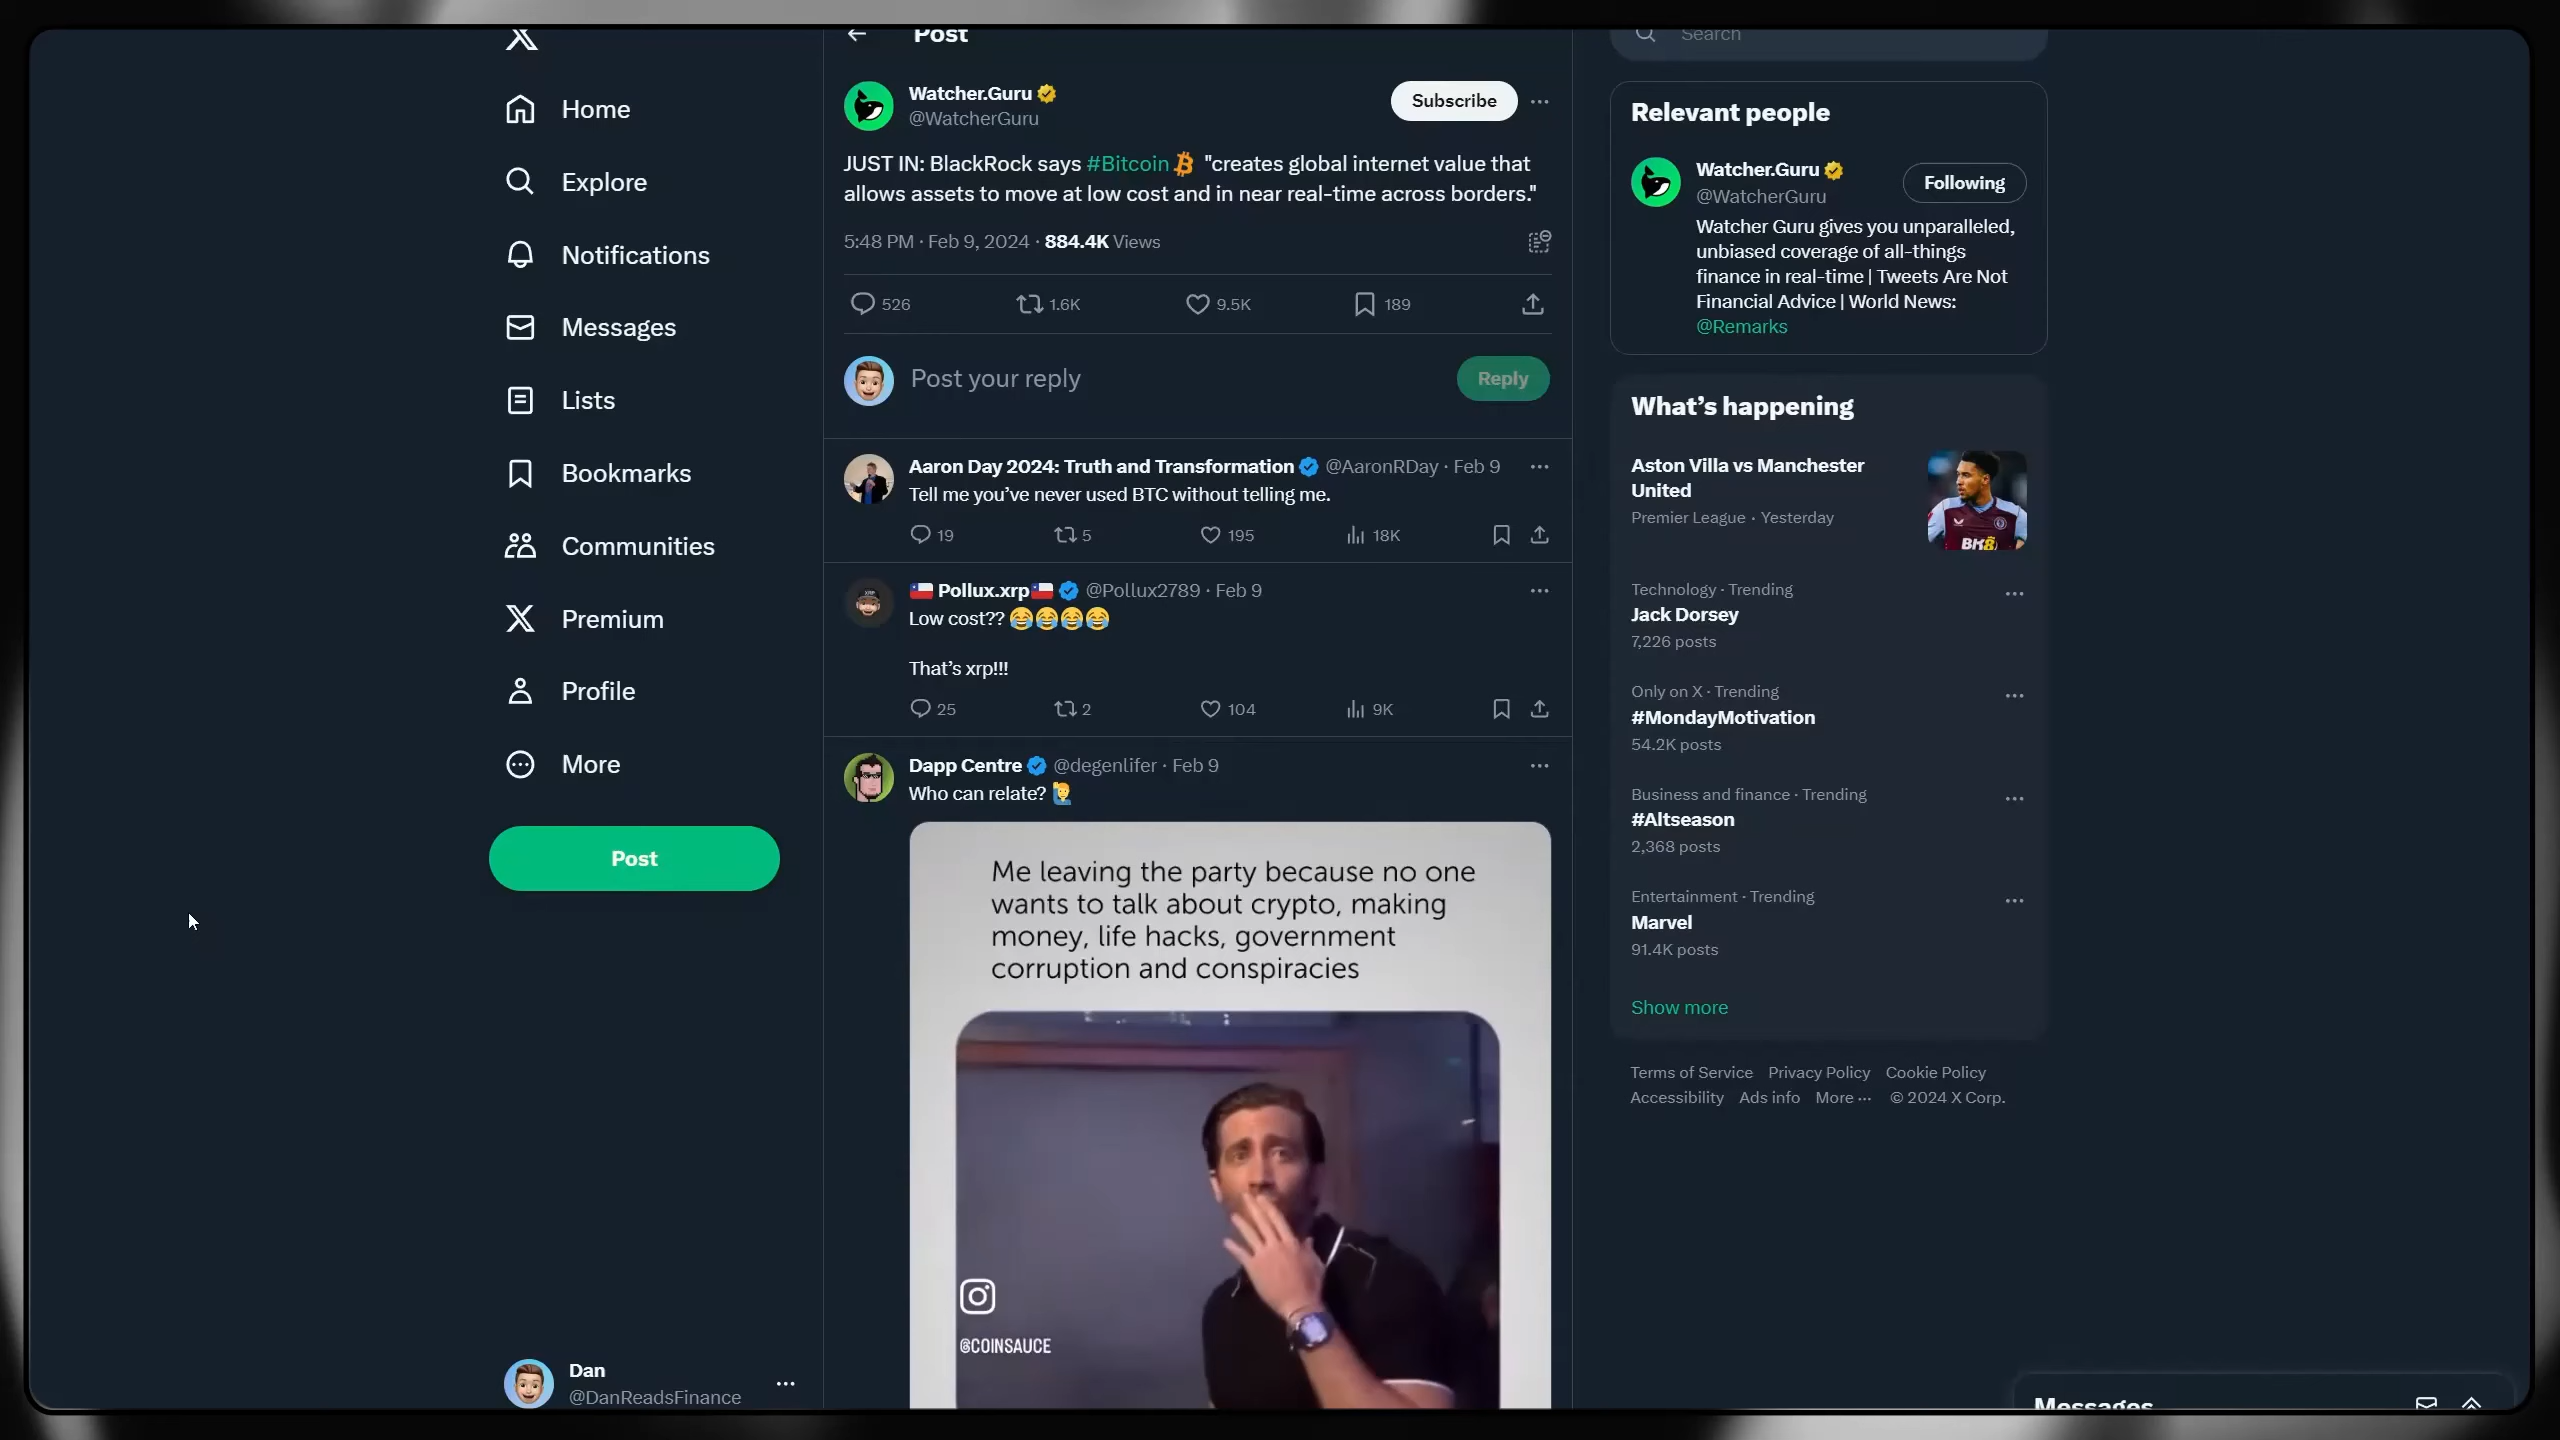 Home
Explore
Notifications
Messages
Lists
Bookmarks
Communities
Premium
Profile
More
Post
Dan
@DanReadsFinance
Post
Watcher.Guru
@WatcherGuru
Subscribe
JUST IN: BlackRock says #Bitcoin "creates global internet value that
allows assets to move at low cost and in near real-time across borders."
5:48 PM · Feb 9, 2024 · 884.4K Views
526 1.6K 9.5K 189
Post your reply
Reply
Aaron Day 2024: Truth and Transformation @AaronRDay · Feb 9
Tell me you've never used BTC without telling me.
19 5 195 18K
🇨🇱 Pollux.xrp🇨🇱 @Pollux2789 · Feb 9
Low cost?? 😂😂😂😂
That's xrp!!!
25 2 104 9K
Dapp Centre @degenlifer · Feb 9
Who can relate? 🙋‍♂️
Me leaving the party because no one
wants to talk about crypto, making
money, life hacks, government
corruption and conspiracies
@COINSAUCE
Search
Relevant people
Watcher.Guru
@WatcherGuru
Following
Watcher Guru gives you unparalleled,
unbiased coverage of all-things
finance in real-time | Tweets Are Not
Financial Advice | World News:
@Remarks
What's happening
Aston Villa vs Manchester
United
Premier League · Yesterday
BK8
Technology · Trending
Jack Dorsey
7,226 posts
Only on X · Trending
#MondayMotivation
54.2K posts
Business and finance · Trending
#Altseason
2,368 posts
Entertainment · Trending
Marvel
91.4K posts
Show more
Terms of Service Privacy Policy Cookie Policy
Accessibility Ads info More ··· © 2024 X Corp.
Messages